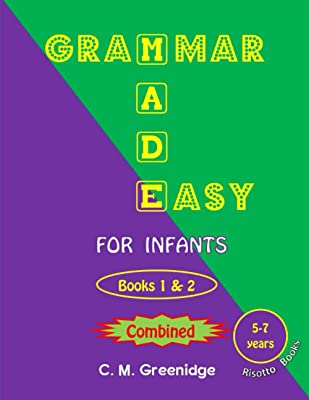 GRAMMAR
MADE
EASY
FOR INFANTS
Books 1 & 2
Combined
5-7
years
Risotto Books
C. M. Greenidge